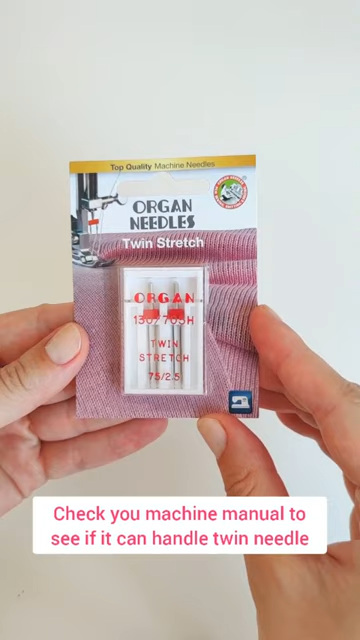 Top Quality Machine Needles
ORGAN
NEEDLES
Twin Stretch
ORGAN
130/705H
TWIN
STRETCH
75/2.5
Check you machine manual to
see if it can handle twin needle